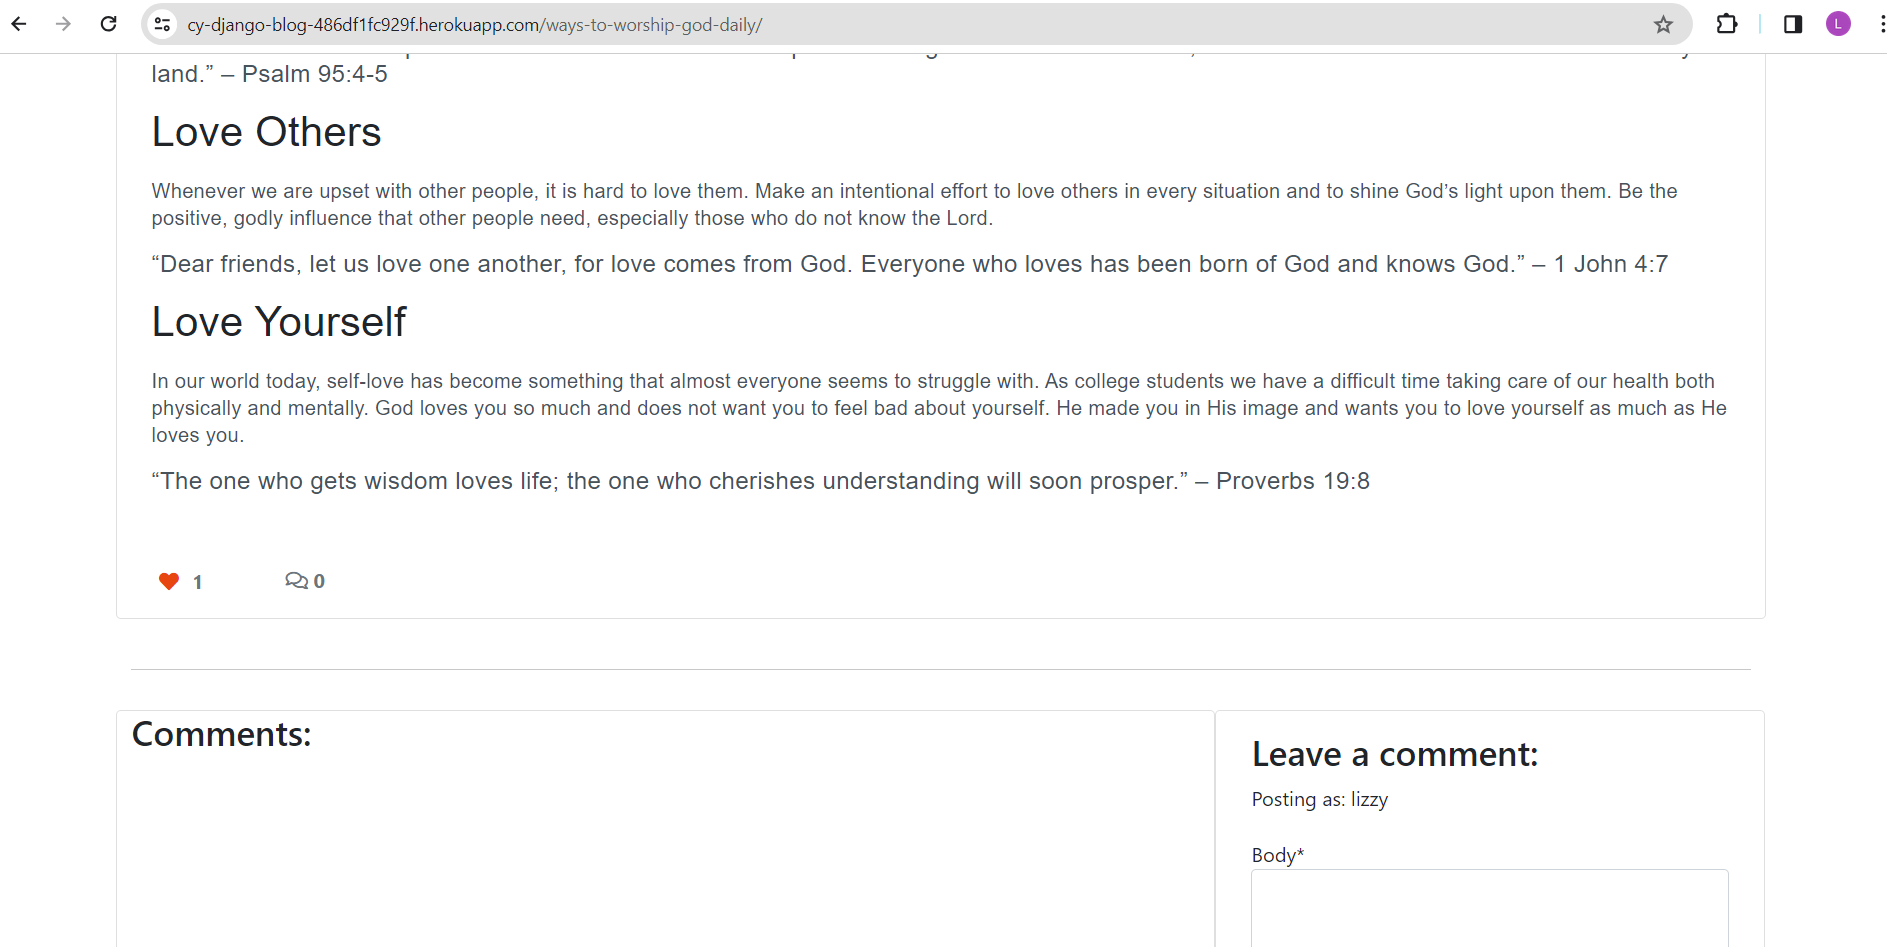 cy-django-blog-486df1fc929f.herokuapp.com/ways-to-worship-god-daily/
L
land.” – Psalm 95:4-5
Love Others
Whenever we are upset with other people, it is hard to love them. Make an intentional effort to love others in every situation and to shine God’s light upon them. Be the
positive, godly influence that other people need, especially those who do not know the Lord.
“Dear friends, let us love one another, for love comes from God. Everyone who loves has been born of God and knows God.” – 1 John 4:7
Love Yourself
In our world today, self-love has become something that almost everyone seems to struggle with. As college students we have a difficult time taking care of our health both
physically and mentally. God loves you so much and does not want you to feel bad about yourself. He made you in His image and wants you to love yourself as much as He
loves you.
“The one who gets wisdom loves life; the one who cherishes understanding will soon prosper.” – Proverbs 19:8
1 0
Comments:
Leave a comment:
Posting as: lizzy
Body*